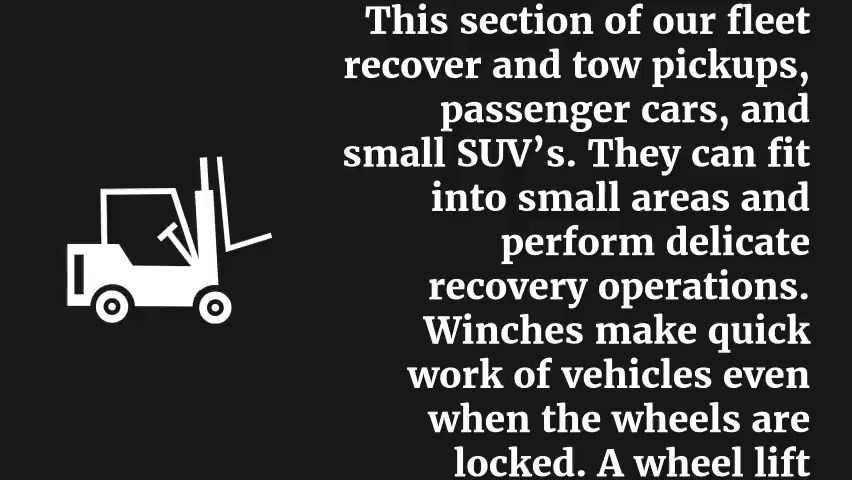 This section of our fleet
recover and tow pickups,
passenger cars, and
small SUV’s. They can fit
into small areas and
perform delicate
recovery operations.
Winches make quick
work of vehicles even
when the wheels are
locked. A wheel lift